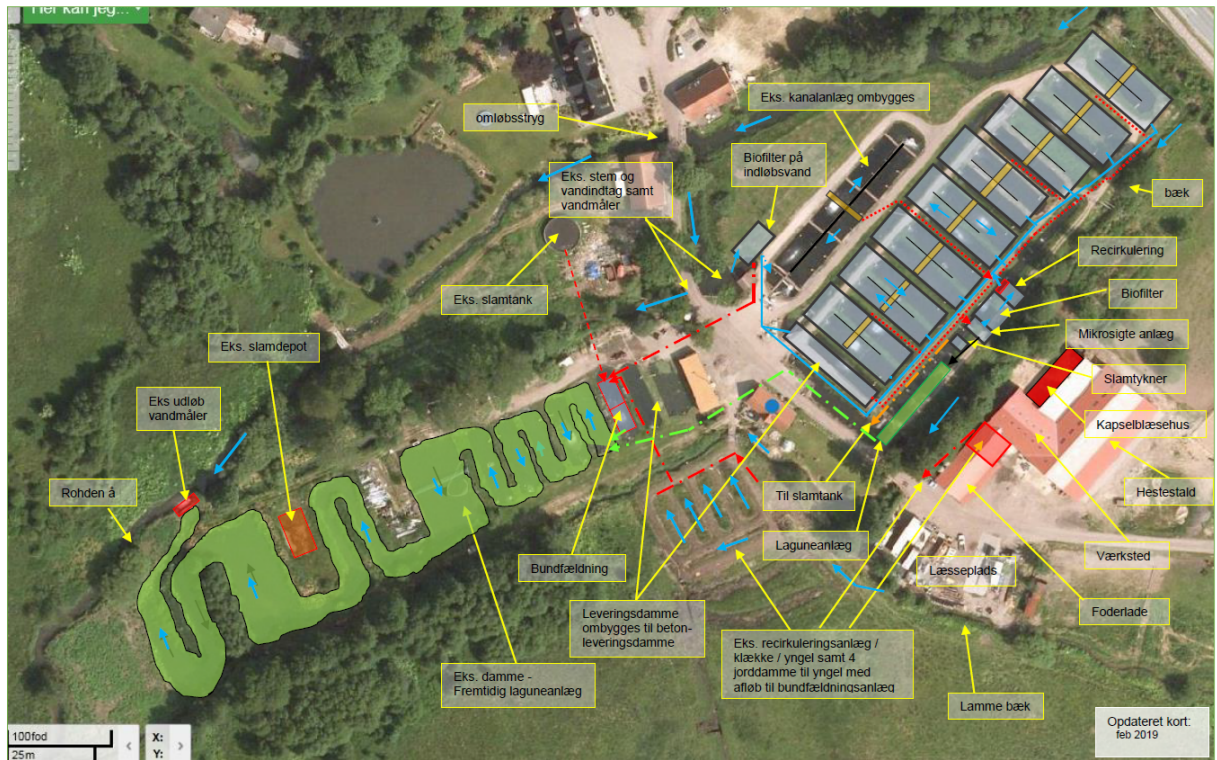 Her kan jeg...
omløbsstryg
Eks. kanalanlæg ombygges
Biofilter på
indløbsvand
Eks. stem og
vandindtag samt
vandmåler
bæk
Recirkulering
Eks. slamtank
Biofilter
Mikrosigte anlæg
Eks. slamdepot
Slamtykner
Eks udløb
vandmåler
Kapselblæsehus
Rohden å
Til slamtank
Hestestald
Laguneanlæg
Værksted
Bundfældning
Læsseplads
Foderlade
Leveringsdamme
ombygges til beton-
leveringsdamme
Eks. recirkuleringsanlæg /
klække / yngel samt 4
jorddamme til yngel med
afløb til bundfældningsanlæg
Eks. damme -
Fremtidig laguneanlæg
Lamme bæk
Opdateret kort:
feb 2019
100fod
25m
X:
Y: